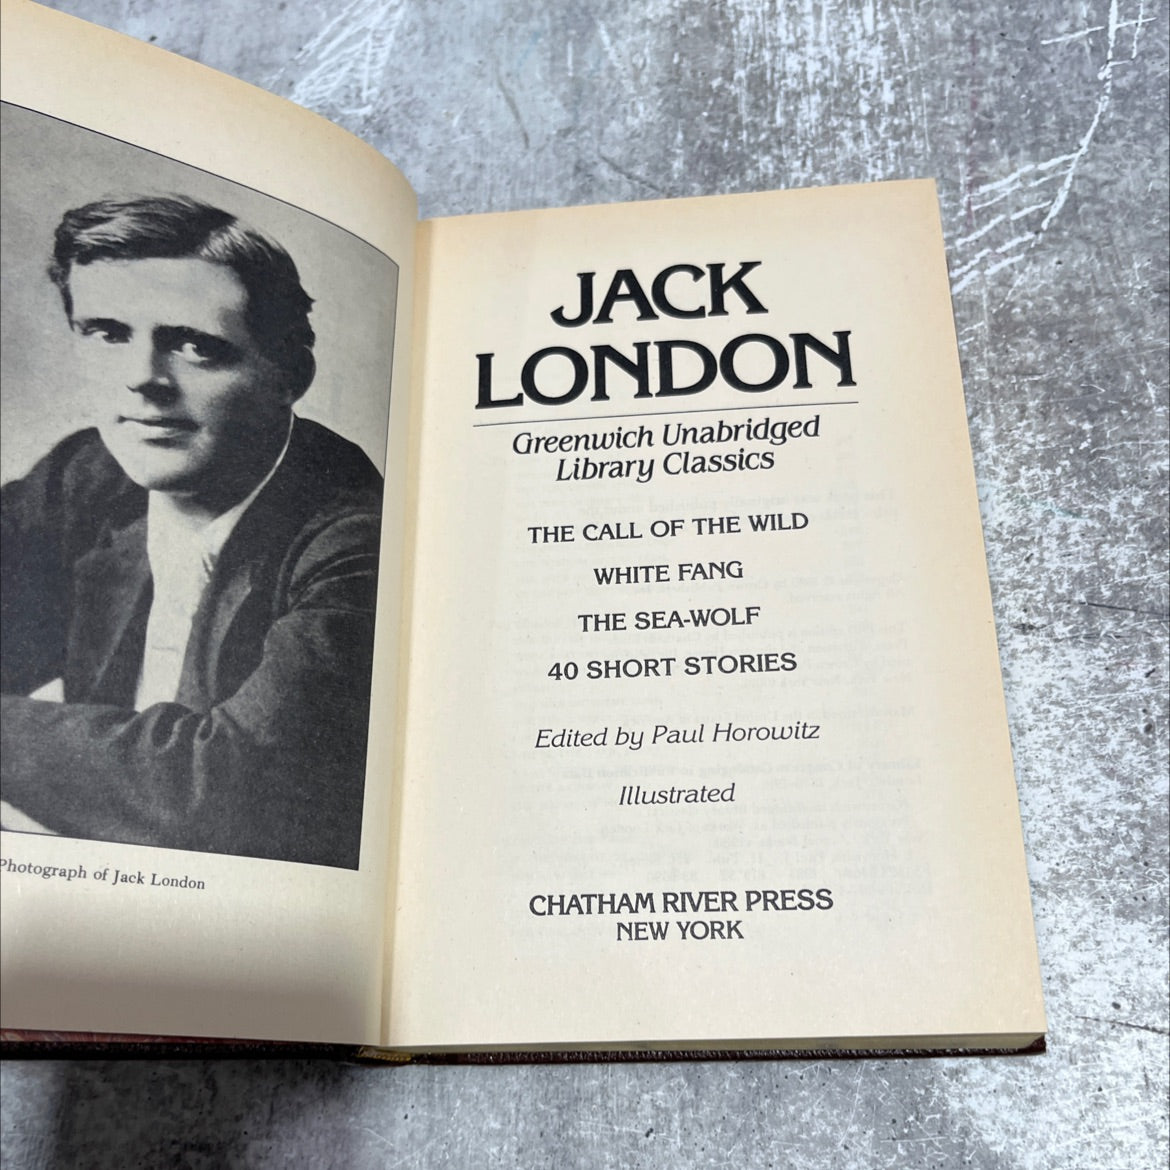 Photograph of Jack London
JACK
LONDON
Greenwich Unabridged
Library Classics
THE CALL OF THE WILD
WHITE FANG
THE SEA-WOLF
40 SHORT STORIES
Edited by Paul Horowitz
Illustrated
CHATHAM RIVER PRESS
NEW YORK